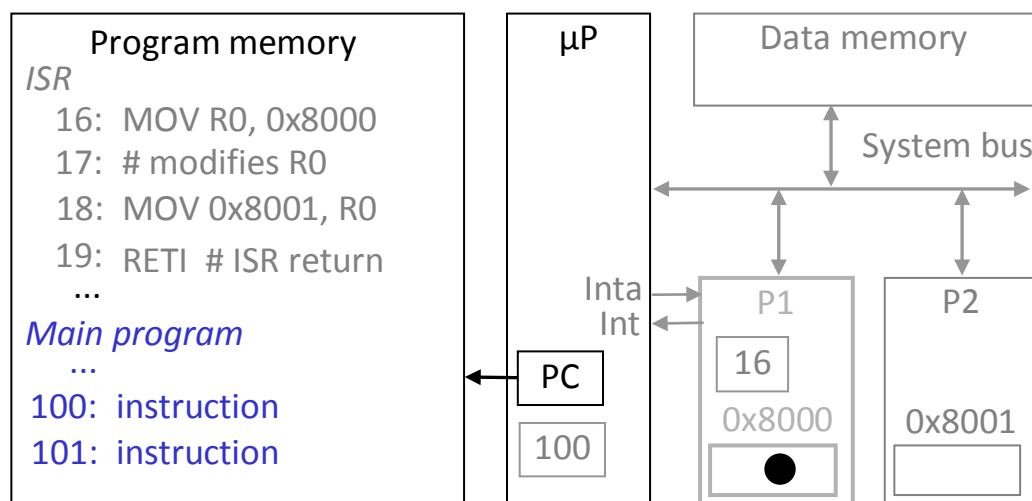 Program memory
ISR
16: MOV R0, 0x8000
17: # modifies R0
18: MOV 0x8001, R0
19: RETI # ISR return
...
Main program
...
100: instruction
101: instruction
μP
Inta
Int
PC
100
Data memory
System bus
P1
16
0x8000
P2
0x8001